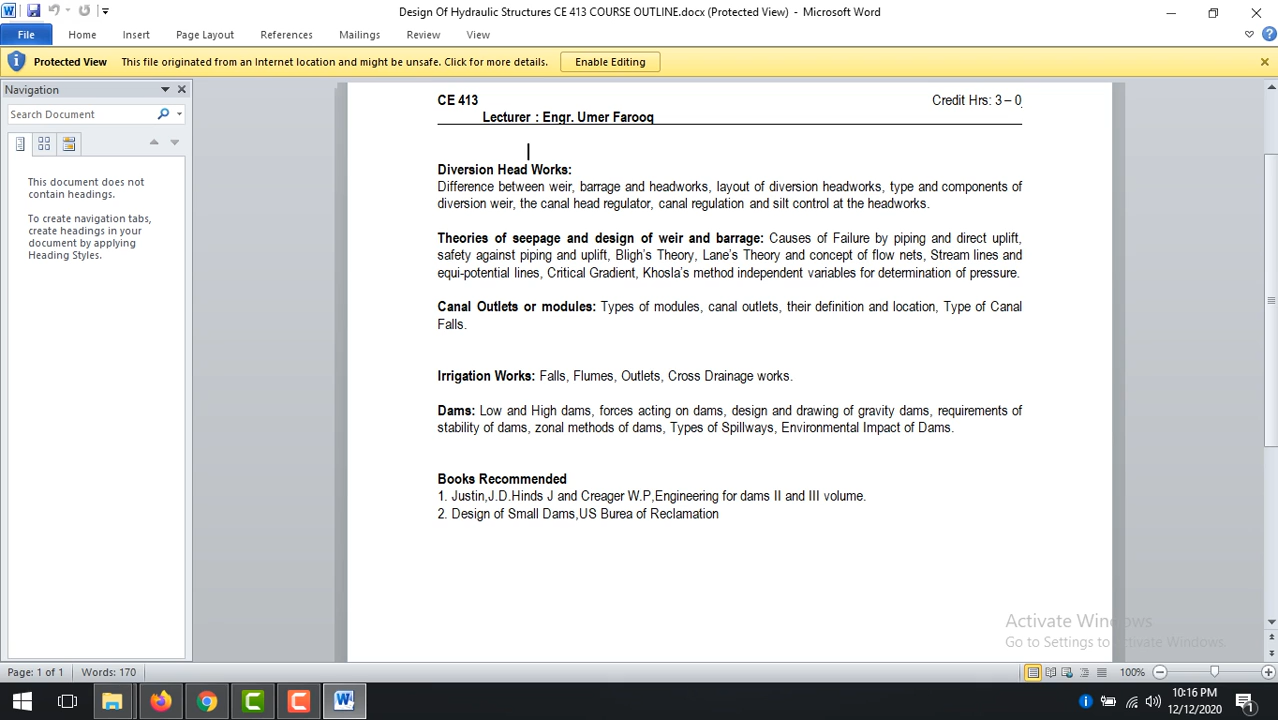 Design Of Hydraulic Structures CE 413 COURSE OUTLINE.docx (Protected View) - Microsoft Word
File Home Insert Page Layout References Mailings Review View
Protected View This file originated from an Internet location and might be unsafe. Click for more details. Enable Editing
Navigation
Search Document
This document does not
contain headings.
To create navigation tabs,
create headings in your
document by applying
Heading Styles.
CE 413 Credit Hrs: 3 – 0
Lecturer : Engr. Umer Farooq
Diversion Head Works:
Difference between weir, barrage and headworks, layout of diversion headworks, type and components of
diversion weir, the canal head regulator, canal regulation and silt control at the headworks.
Theories of seepage and design of weir and barrage: Causes of Failure by piping and direct uplift,
safety against piping and uplift, Bligh's Theory, Lane's Theory and concept of flow nets, Stream lines and
equi-potential lines, Critical Gradient, Khosla's method independent variables for determination of pressure.
Canal Outlets or modules: Types of modules, canal outlets, their definition and location, Type of Canal
Falls.
Irrigation Works: Falls, Flumes, Outlets, Cross Drainage works.
Dams: Low and High dams, forces acting on dams, design and drawing of gravity dams, requirements of
stability of dams, zonal methods of dams, Types of Spillways, Environmental Impact of Dams.
Books Recommended
1. Justin,J.D.Hinds J and Creager W.P,Engineering for dams II and III volume.
2. Design of Small Dams,US Burea of Reclamation
Activate Windows
Go to Settings to Activate Windows.
Page: 1 of 1 Words: 170 100%
10:16 PM
12/12/2020